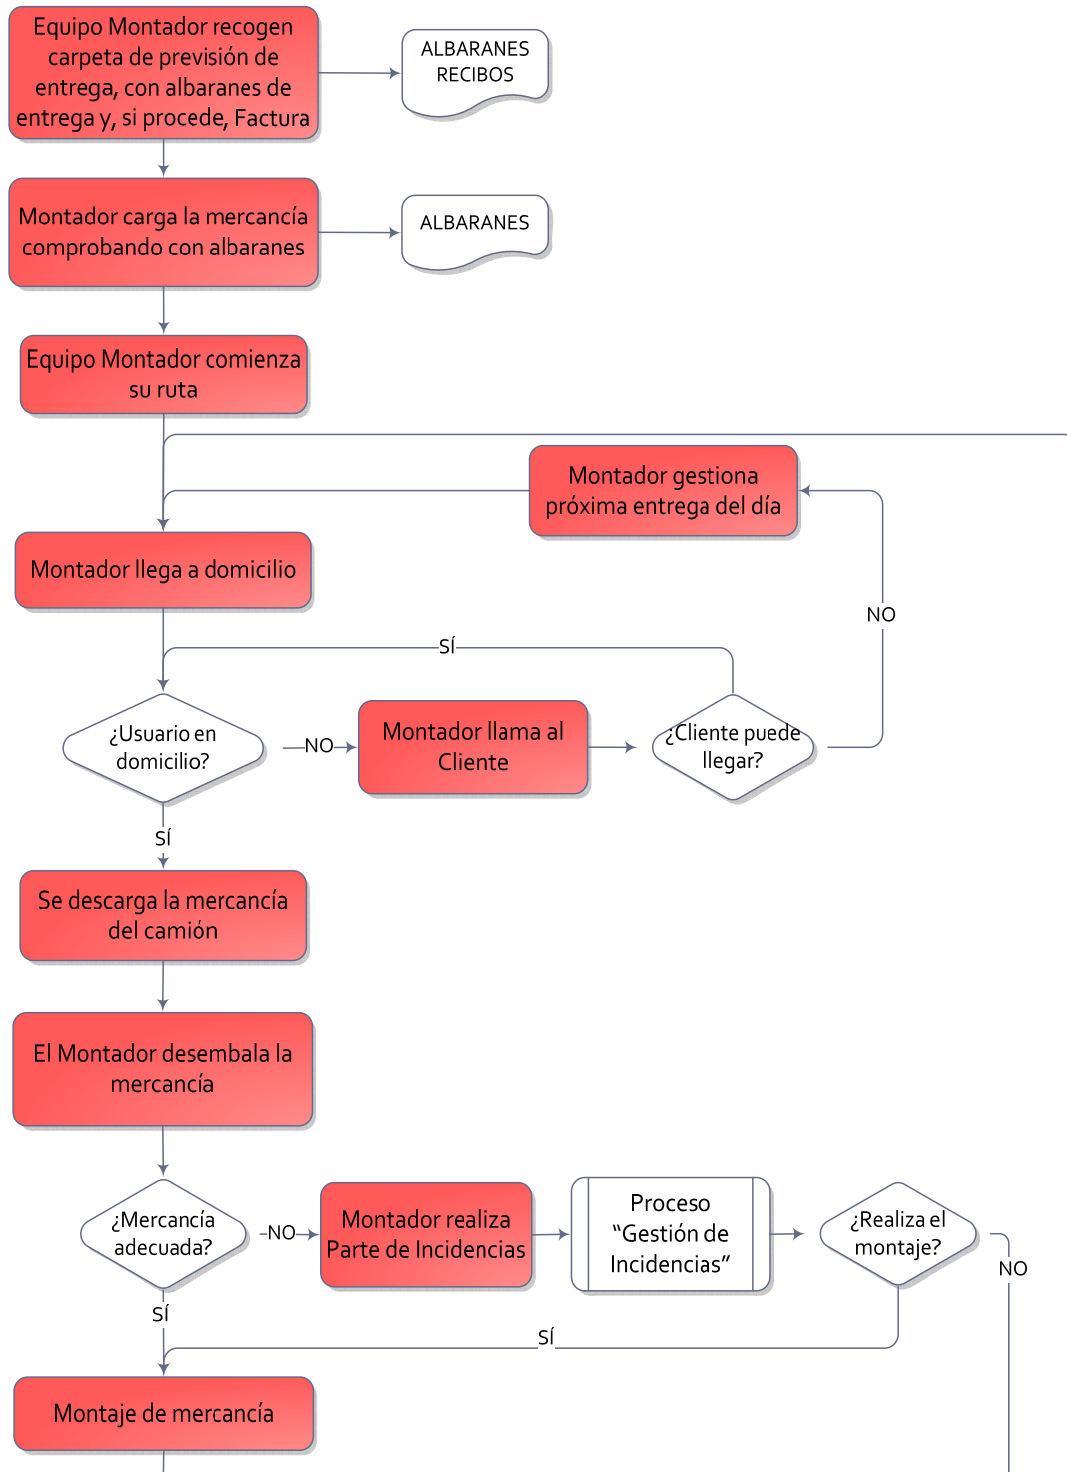 Equipo Montador recogen
carpeta de previsión de
entrega, con albaranes de
entrega y, si procede, Factura
ALBARANES
RECIBOS
Montador carga la mercancía
comprobando con albaranes
ALBARANES
Equipo Montador comienza
su ruta
Montador gestiona
próxima entrega del día
Montador llega a domicilio
NO
SÍ
¿Usuario en
domicilio?
NO
Montador llama al
Cliente
¿Cliente puede
llegar?
SÍ
Se descarga la mercancía
del camión
El Montador desembala la
mercancía
¿Mercancía
adecuada?
NO
Montador realiza
Parte de Incidencias
Proceso
“Gestión de
Incidencias”
¿Realiza el
montaje?
NO
SÍ
SÍ
Montaje de mercancía